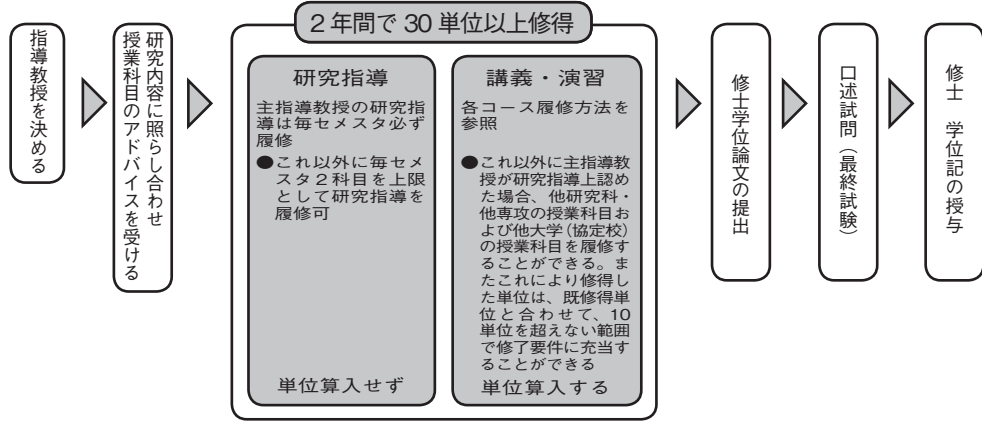 指導教授を決める
研究内容に照らし合わせ
授業科目のアドバイスを受ける
2年間で30単位以上修得
研究指導
主指導教授の研究指
導は毎セメスタ必ず
履修
●これ以外に毎セメ
スタ2科目を上限
として研究指導を
履修可
単位算入せず
講義・演習
各コース履修方法を
参照
●これ以外に主指導教
授が研究指導上認め
た場合、他研究科・
他専攻の授業科目お
よび他大学(協定校)
の授業科目を履修す
ることができる。ま
たこれにより修得し
た単位は、既修得単
位と合わせて、10
単位を超えない範囲
で修了要件に充当す
ることができる
単位算入する
修士学位論文の提出
口述試問(最終試験)
修士 学位記の授与